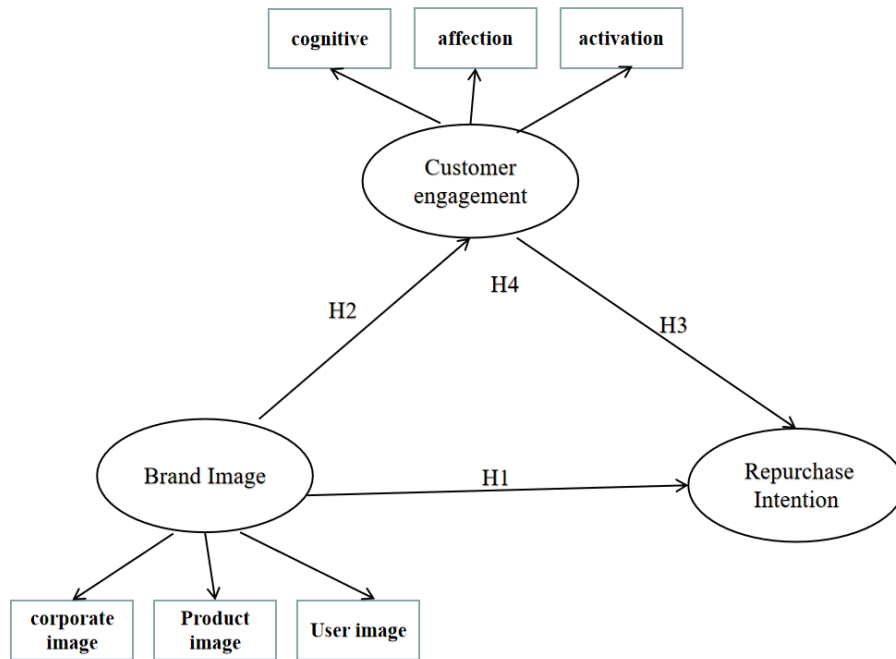 cognitive
affection
activation
Customer
engagement
H2
H4
H3
Brand Image
H1
Repurchase
Intention
corporate
image
Product
image
User image